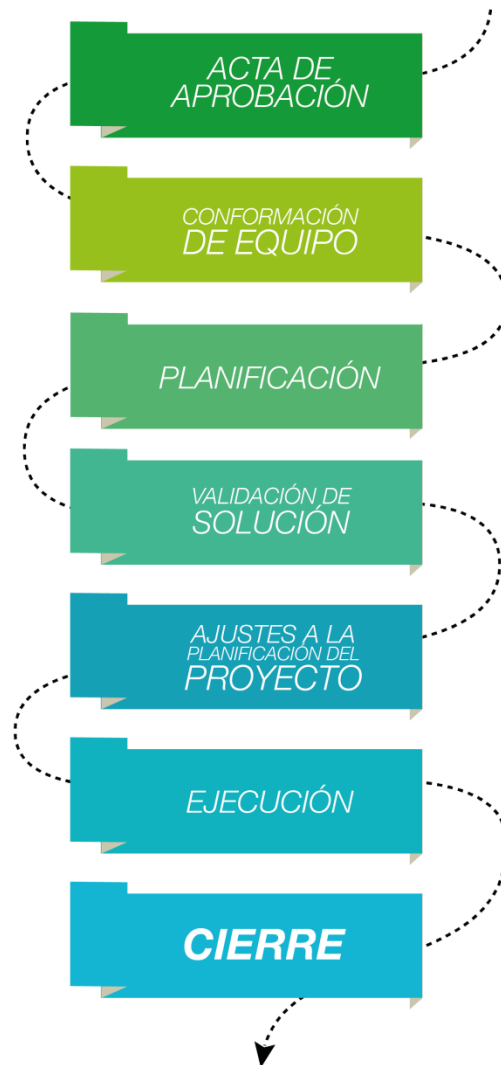 ACTA DE
APROBACIÓN
CONFORMACIÓN
DE EQUIPO
PLANIFICACIÓN
VALIDACIÓN DE
SOLUCIÓN
AJUSTES A LA
PLANIFICACIÓN DEL
PROYECTO
EJECUCIÓN
CIERRE